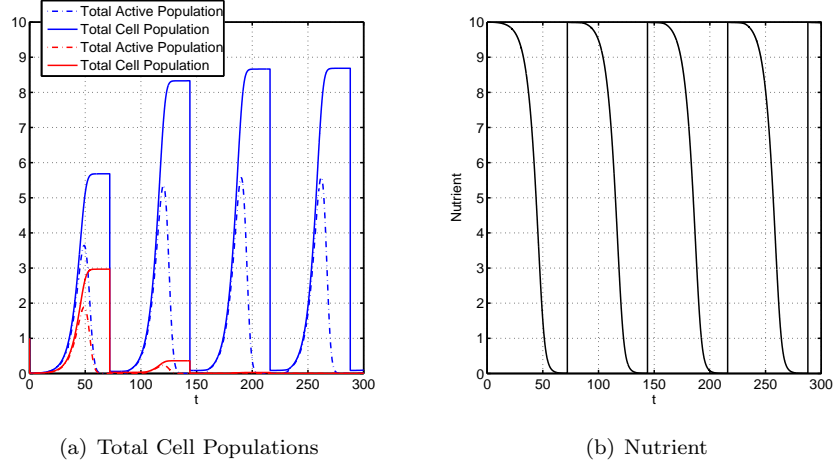 Total Active Population
Total Cell Population
Total Active Population
Total Cell Population
10
9
8
7
6
5
4
3
2
1
0
0 50 100 150 200 250 300
t
10
9
8
7
6
5
4
3
2
1
0
Nutrient
0 50 100 150 200 250 300
t
(a) Total Cell Populations
(b) Nutrient